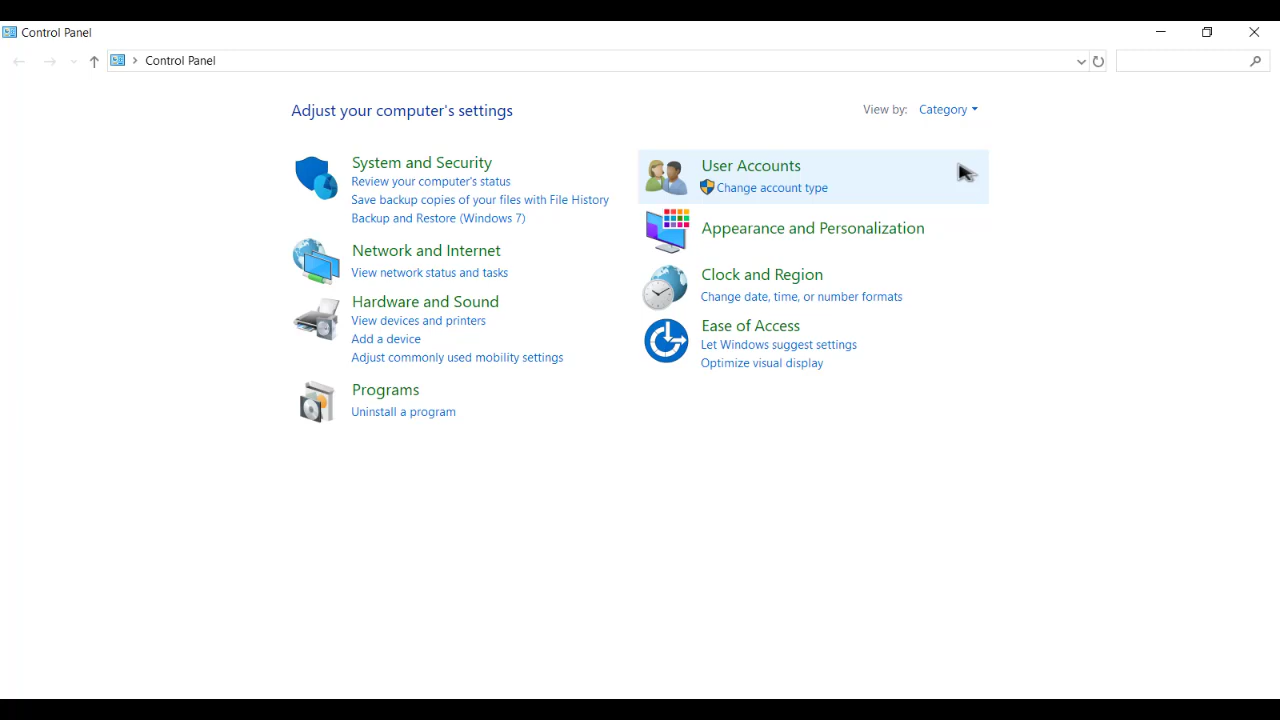 Control Panel
Control Panel
Adjust your computer's settings
View by: Category
System and Security
Review your computer's status
Save backup copies of your files with File History
Backup and Restore (Windows 7)
Network and Internet
View network status and tasks
Hardware and Sound
View devices and printers
Add a device
Adjust commonly used mobility settings
Programs
Uninstall a program
User Accounts
Change account type
Appearance and Personalization
Clock and Region
Change date, time, or number formats
Ease of Access
Let Windows suggest settings
Optimize visual display